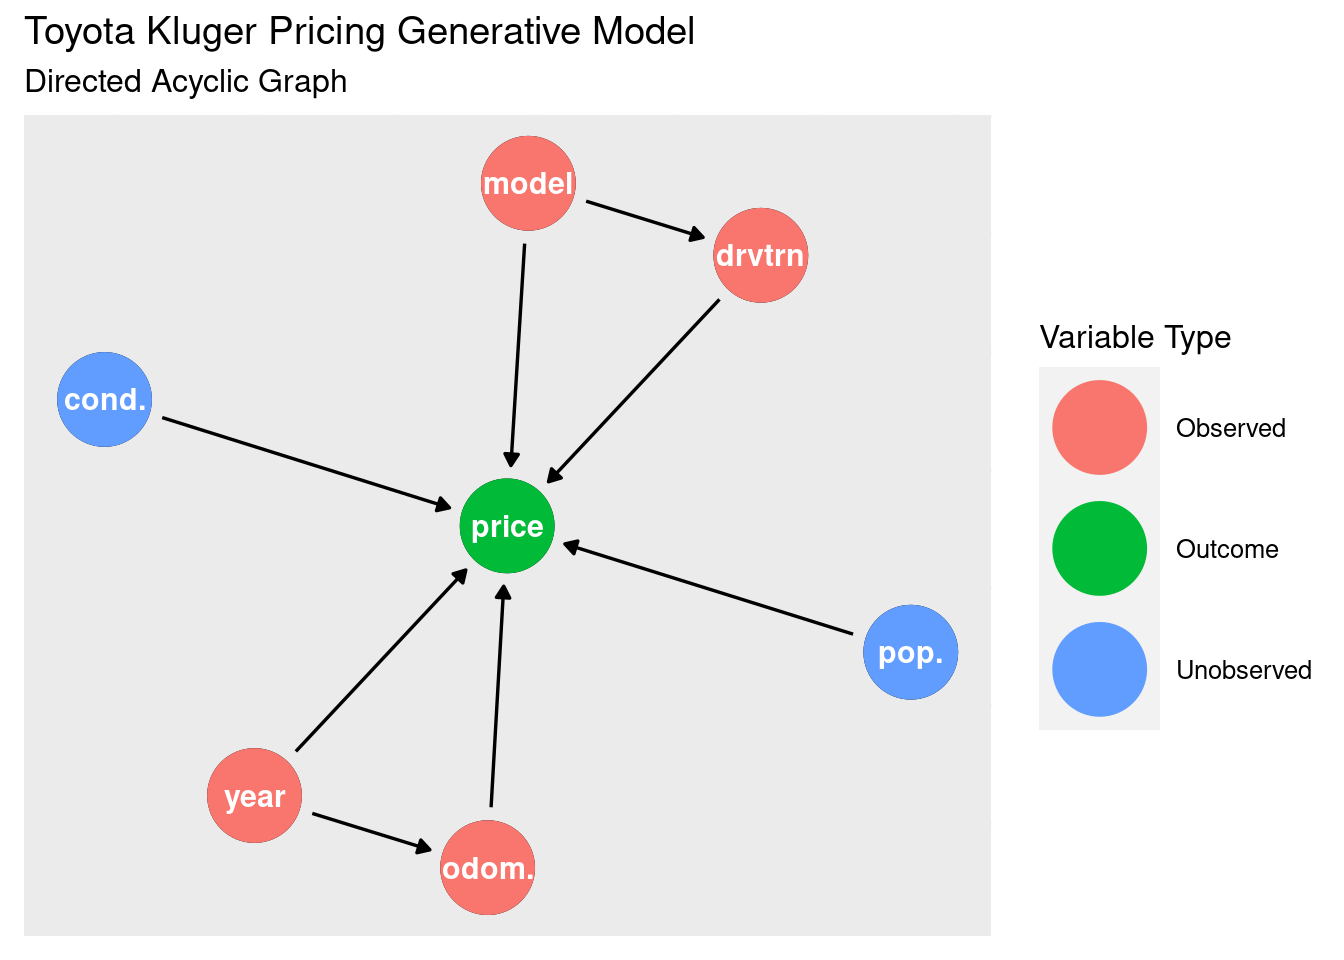 Toyota Kluger Pricing Generative Model
Directed Acyclic Graph
model
drvtrn
cond.
price
pop.
year
odom.
Variable Type
Observed
Outcome
Unobserved